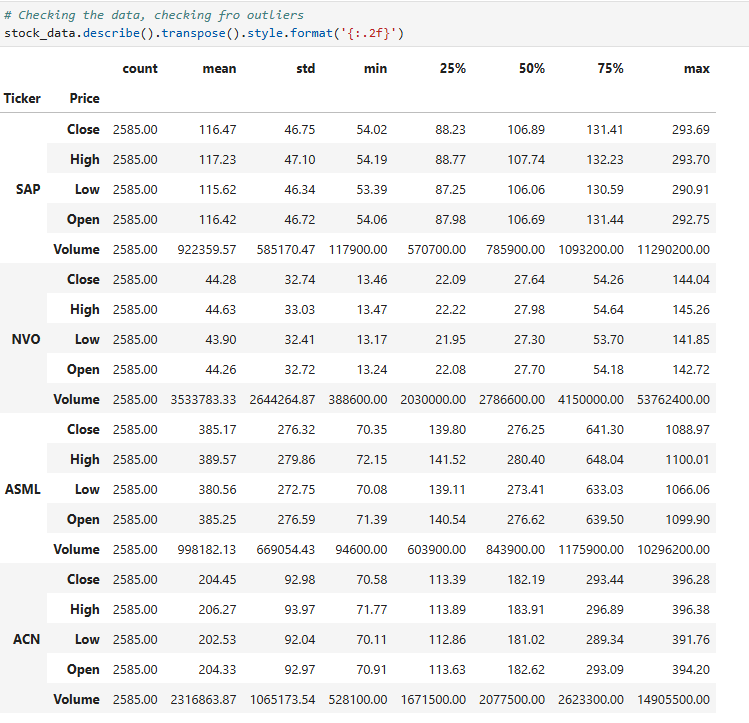 # Checking the data, checking fro outliers
stock_data.describe().transpose().style.format('{:.2f}')
count mean std min 25% 50% 75% max
Ticker Price
Close 2585.00 116.47 46.75 54.02 88.23 106.89 131.41 293.69
High 2585.00 117.23 47.10 54.19 88.77 107.74 132.23 293.70
SAP Low 2585.00 115.62 46.34 53.39 87.25 106.06 130.59 290.91
Open 2585.00 116.42 46.72 54.06 87.98 106.69 131.44 292.75
Volume 2585.00 922359.57 585170.47 117900.00 570700.00 785900.00 1093200.00 11290200.00
Close 2585.00 44.28 32.74 13.46 22.09 27.64 54.26 144.04
High 2585.00 44.63 33.03 13.47 22.22 27.98 54.64 145.26
NVO Low 2585.00 43.90 32.41 13.17 21.95 27.30 53.70 141.85
Open 2585.00 44.26 32.72 13.24 22.08 27.70 54.18 142.72
Volume 2585.00 3533783.33 2644264.87 388600.00 2030000.00 2786600.00 4150000.00 53762400.00
Close 2585.00 385.17 276.32 70.35 139.80 276.25 641.30 1088.97
High 2585.00 389.57 279.86 72.15 141.52 280.40 648.04 1100.01
ASML Low 2585.00 380.56 272.75 70.08 139.11 273.41 633.03 1066.06
Open 2585.00 385.25 276.59 71.39 140.54 276.62 639.50 1099.90
Volume 2585.00 998182.13 669054.43 94600.00 603900.00 843900.00 1175900.00 10296200.00
Close 2585.00 204.45 92.98 70.58 113.39 182.19 293.44 396.28
High 2585.00 206.27 93.97 71.77 113.89 183.91 296.89 396.38
ACN Low 2585.00 202.53 92.04 70.11 112.86 181.02 289.34 391.76
Open 2585.00 204.33 92.97 70.91 113.63 182.62 293.09 394.20
Volume 2585.00 2316863.87 1065173.54 528100.00 1671500.00 2077500.00 2623300.00 14905500.00